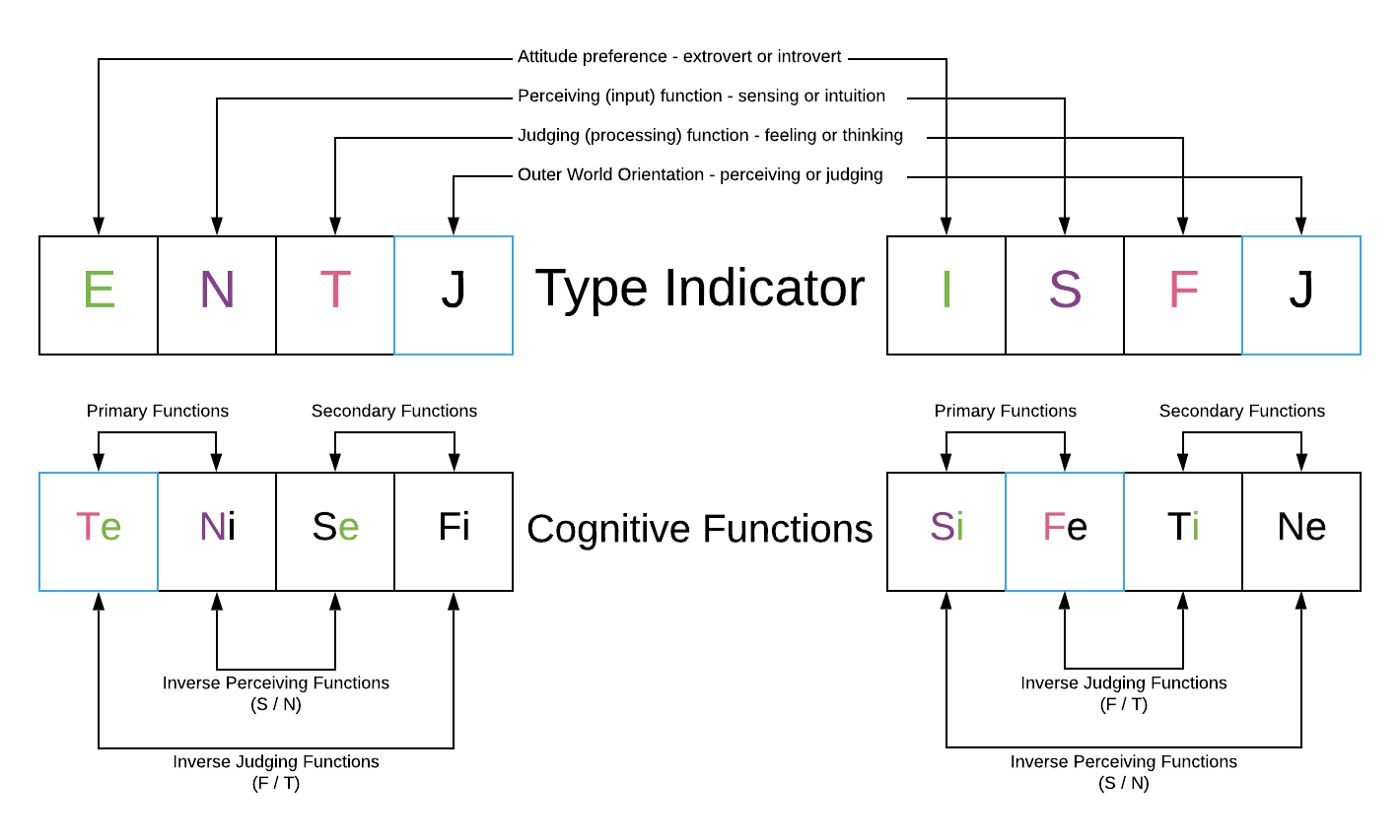 Attitude preference - extrovert or introvert
Perceiving (input) function - sensing or intuition
Judging (processing) function - feeling or thinking
Outer World Orientation - perceiving or judging
E N T J Type Indicator I S F J
Primary Functions Secondary Functions Primary Functions Secondary Functions
Te Ni Se Fi Cognitive Functions Si Fe Ti Ne
Inverse Perceiving Functions
(S / N)
Inverse Judging Functions
(F / T)
Inverse Judging Functions
(F / T)
Inverse Perceiving Functions
(S / N)